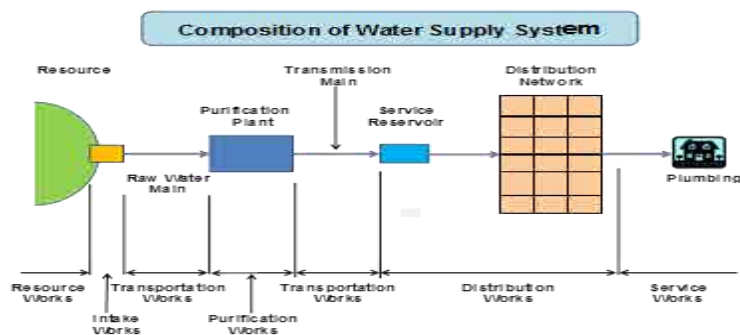 Composition of Water Supply System
Resource
Transmission
Main
Distribution
Network
Purification
Plant
Service
Reservoir
Raw Water
Main
Plumbing
Resource
Works
Transportation
Works
Transportation
Works
Distribution
Works
Service
Works
Intake
Works
Purification
Works